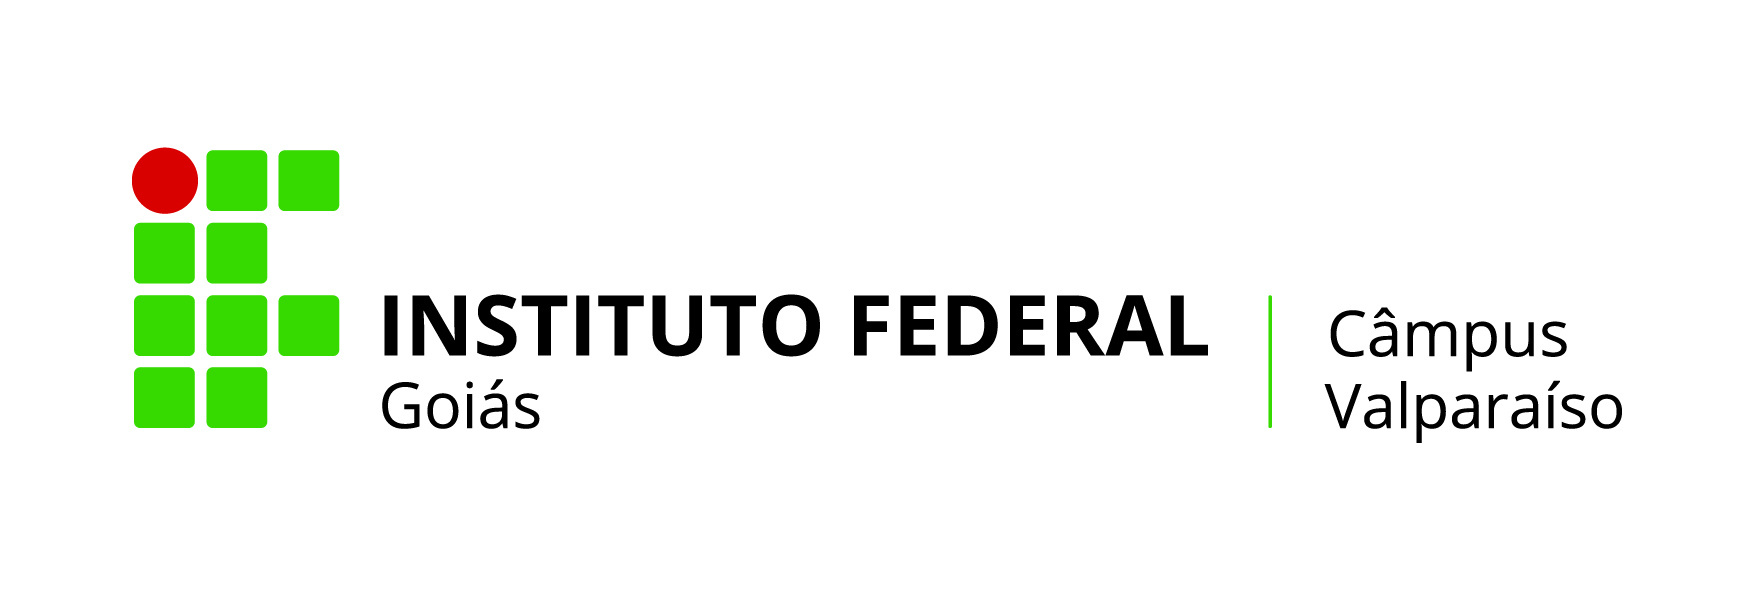 INSTITUTO FEDERAL
Goiás
Câmpus
Valparaíso